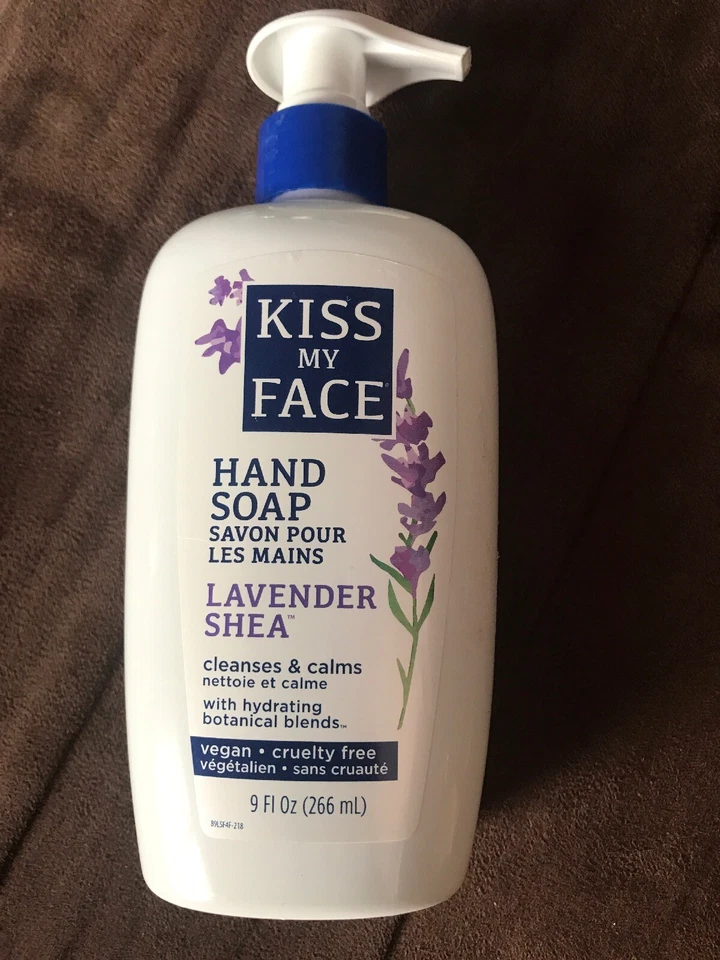 KISS
MY
FACE®
HAND
SOAP
SAVON POUR
LES MAINS
LAVENDER
SHEA™
cleanses & calms
nettoie et calme
with hydrating
botanical blends™
vegan • cruelty free
végétalien • sans cruauté
9 Fl Oz (266 mL)
89LSF4F-218